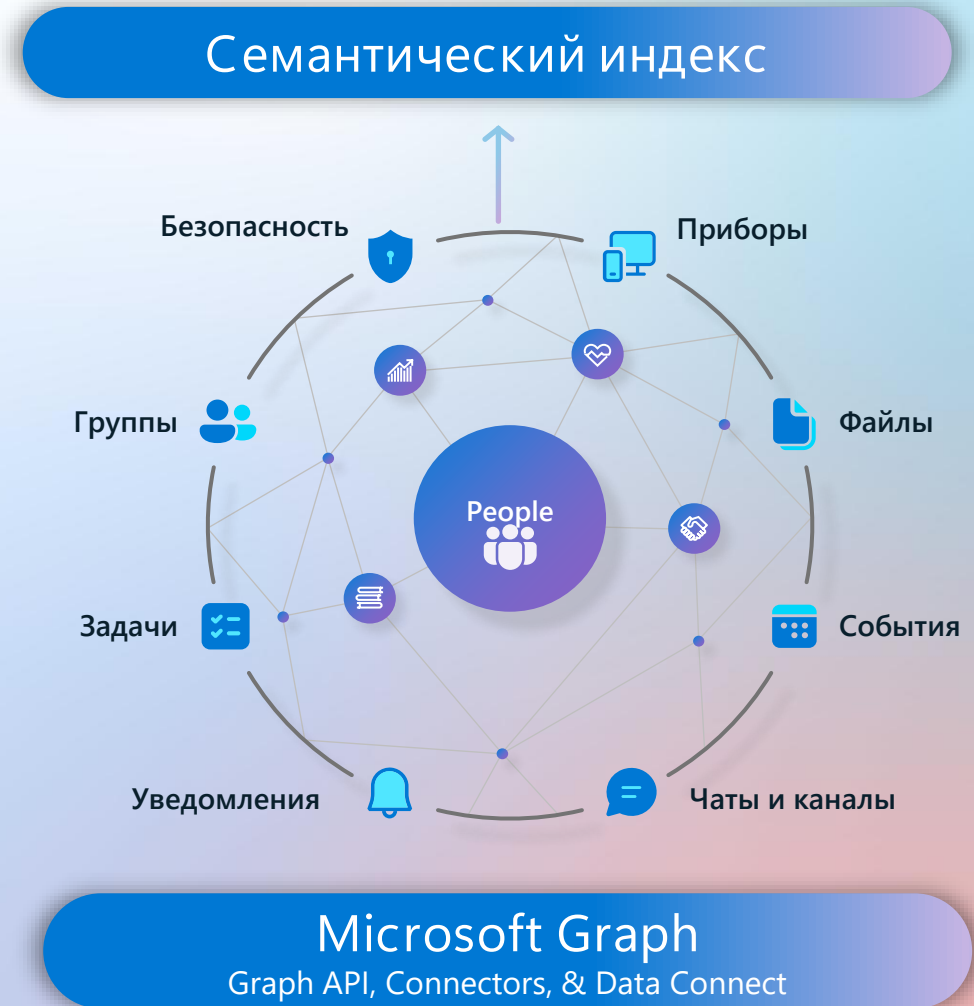 Семантический индекс
Безопасность
Приборы
Группы
Файлы
People
Задачи
События
Уведомления
Чаты и каналы
Microsoft Graph
Graph API, Connectors, & Data Connect